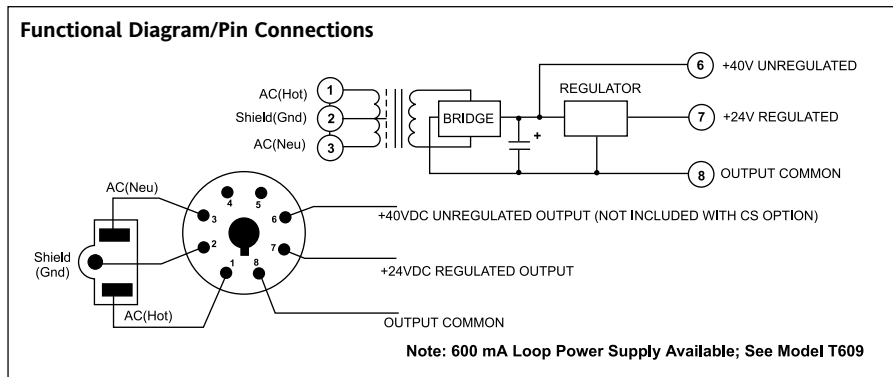 Functional Diagram/Pin Connections
AC(Hot)
1
Shield(Gnd)
2
AC(Neu)
3
BRIDGE
+
REGULATOR
6
+40V UNREGULATED
7
+24V REGULATED
8
OUTPUT COMMON
AC(Neu)
Shield
(Gnd)
AC(Hot)
4
5
3
6
2
7
1
8
+40VDC UNREGULATED OUTPUT (NOT INCLUDED WITH CS OPTION)
+24VDC REGULATED OUTPUT
OUTPUT COMMON
Note: 600 mA Loop Power Supply Available; See Model T609